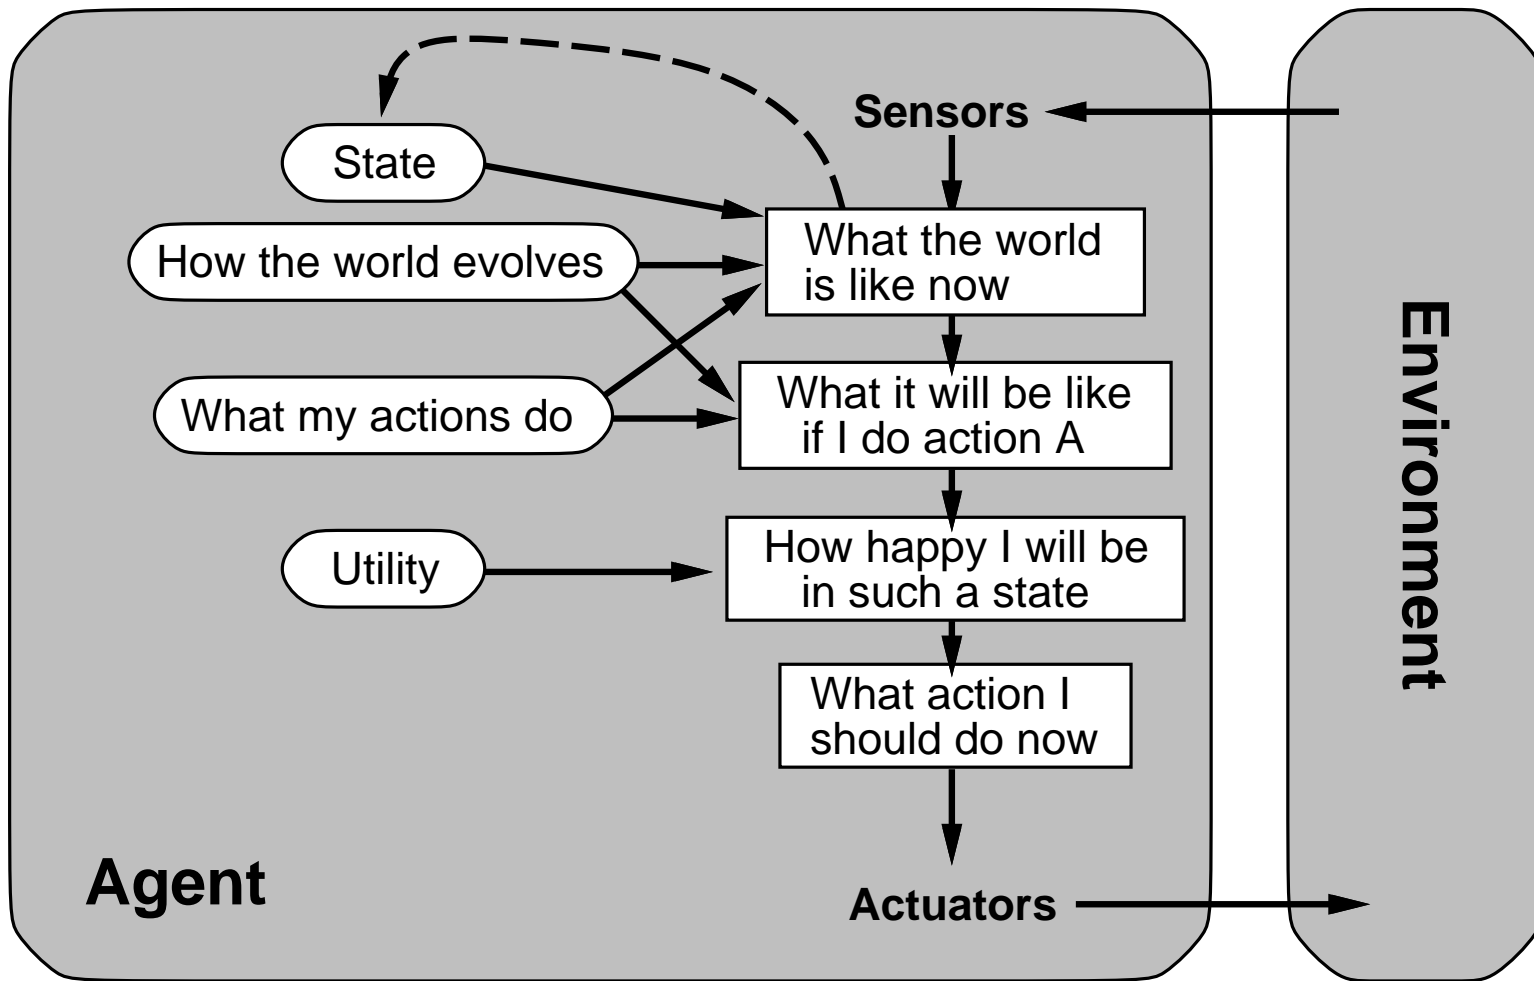 Sensors
State
What the world
is like now
How the world evolves
What it will be like
if I do action A
What my actions do
How happy I will be
in such a state
Utility
What action I
should do now
Agent
Actuators
Environment